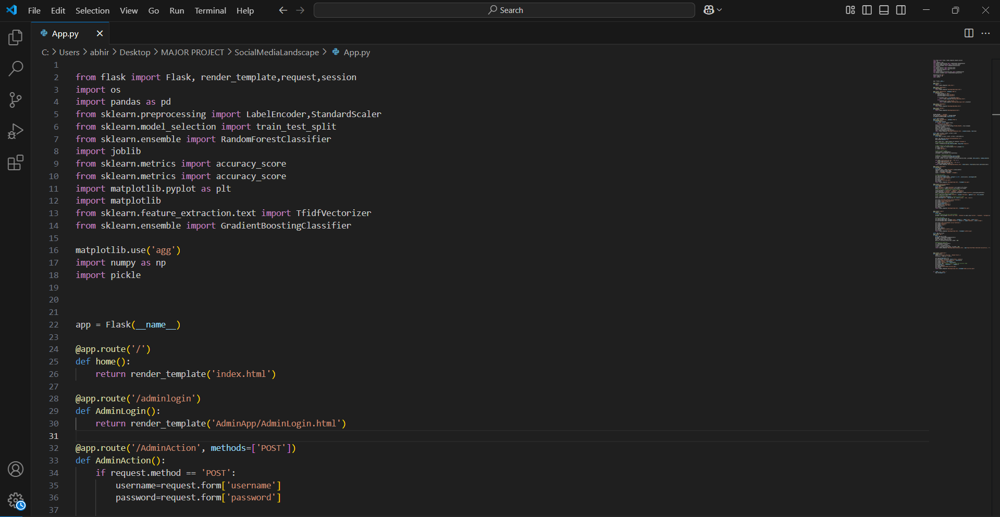 File Edit Selection View Go Run Terminal Help Search
App.py
C: > Users > abhir > Desktop > MAJOR PROJECT > SocialMediaLandscape > App.py
1
2 from flask import Flask, render_template,request,session
3 import os
4 import pandas as pd
5 from sklearn.preprocessing import LabelEncoder,StandardScaler
6 from sklearn.model_selection import train_test_split
7 from sklearn.ensemble import RandomForestClassifier
8 import joblib
9 from sklearn.metrics import accuracy_score
10 from sklearn.metrics import accuracy_score
11 import matplotlib.pyplot as plt
12 import matplotlib
13 from sklearn.feature_extraction.text import TfidfVectorizer
14 from sklearn.ensemble import GradientBoostingClassifier
15
16 matplotlib.use('agg')
17 import numpy as np
18 import pickle
19
20
21
22 app = Flask(__name__)
23
24 @app.route('/')
25 def home():
26     return render_template('index.html')
27
28 @app.route('/adminlogin')
29 def AdminLogin():
30     return render_template('AdminApp/AdminLogin.html')
31
32 @app.route('/AdminAction', methods=['POST'])
33 def AdminAction():
34     if request.method == 'POST':
35         username=request.form['username']
36         password=request.form['password']
37